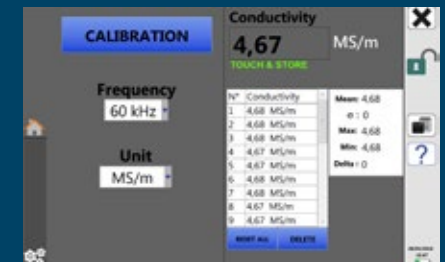 CALIBRATION
Frequency
60 kHz
Unit
MS/m
Conductivity
4,67 MS/m
TOUCH & STORE
N° Conductivity
1 4,68 MS/m
2 4,68 MS/m
3 4,68 MS/m
4 4,67 MS/m
5 4,67 MS/m
6 4,68 MS/m
7 4,68 MS/m
8 4,67 MS/m
9 4,67 MS/m
RESET ALL DELETE
Mean: 4,68
σ : 0
Max: 4,68
Min: 4,68
Delta : 0
?